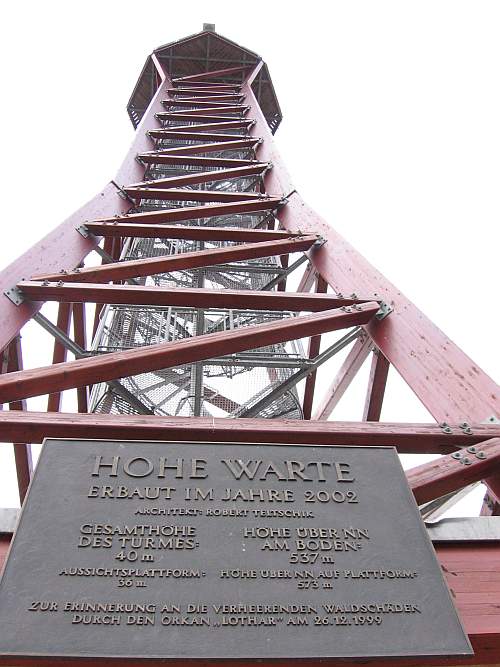 HOHE WARTE
ERBAUT IM JAHRE 2002
ARCHITEKT: ROBERT TELTSCHIK
GESAMTHÖHE
DES TURMES:
40 m
HÖHE ÜBER NN
AM BODEN:
537 m
AUSSICHTSPLATTFORM:
36 m
HÖHE ÜBER NN AUF PLATTFORM:
573 m
ZUR ERINNERUNG AN DIE VERHEERENDEN WALDSCHÄDEN
DURCH DEN ORKAN „LOTHAR" AM 26.12.1999